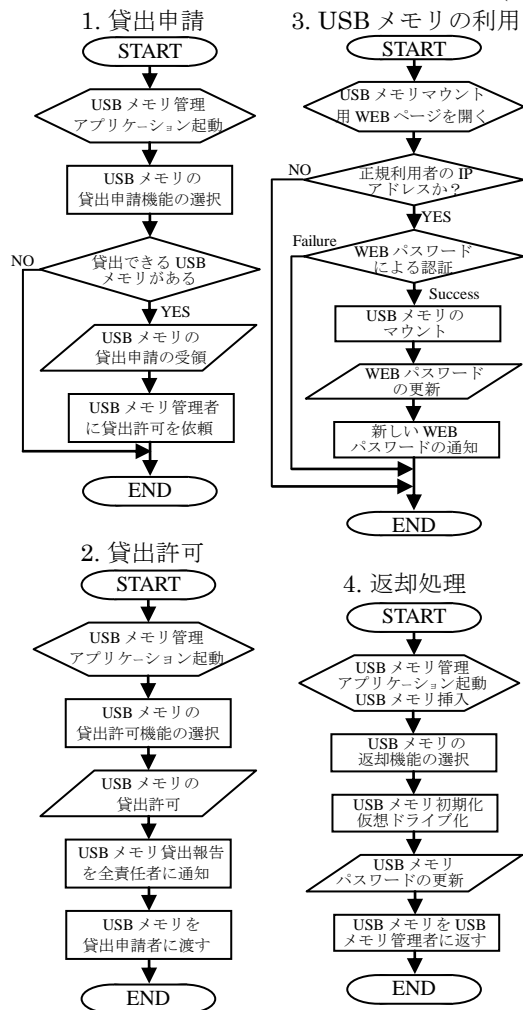 1. 貸出申請
START
USB メモリ管理
アプリケーション起動
USB メモリの
貸出申請機能の選択
NO
貸出できる USB
メモリがある
YES
USB メモリの
貸出申請の受領
USB メモリ管理者
に貸出許可を依頼
END
2. 貸出許可
START
USB メモリ管理
アプリケーション起動
USB メモリの
貸出許可機能の選択
USB メモリの
貸出許可
USB メモリ貸出報告
を全責任者に通知
USB メモリを
貸出申請者に渡す
END
3. USB メモリの利用
START
USB メモリマウント
用 WEB ページを開く
NO
正規利用者の IP
アドレスか？
YES
Failure
WEB パスワード
による認証
Success
USB メモリの
マウント
WEB パスワード
の更新
新しい WEB
パスワードの通知
END
4. 返却処理
START
USB メモリ管理
アプリケーション起動
USB メモリ挿入
USB メモリの
返却機能の選択
USB メモリ初期化
仮想ドライブ化
USB メモリ
パスワードの更新
USB メモリを USB
メモリ管理者に返す
END